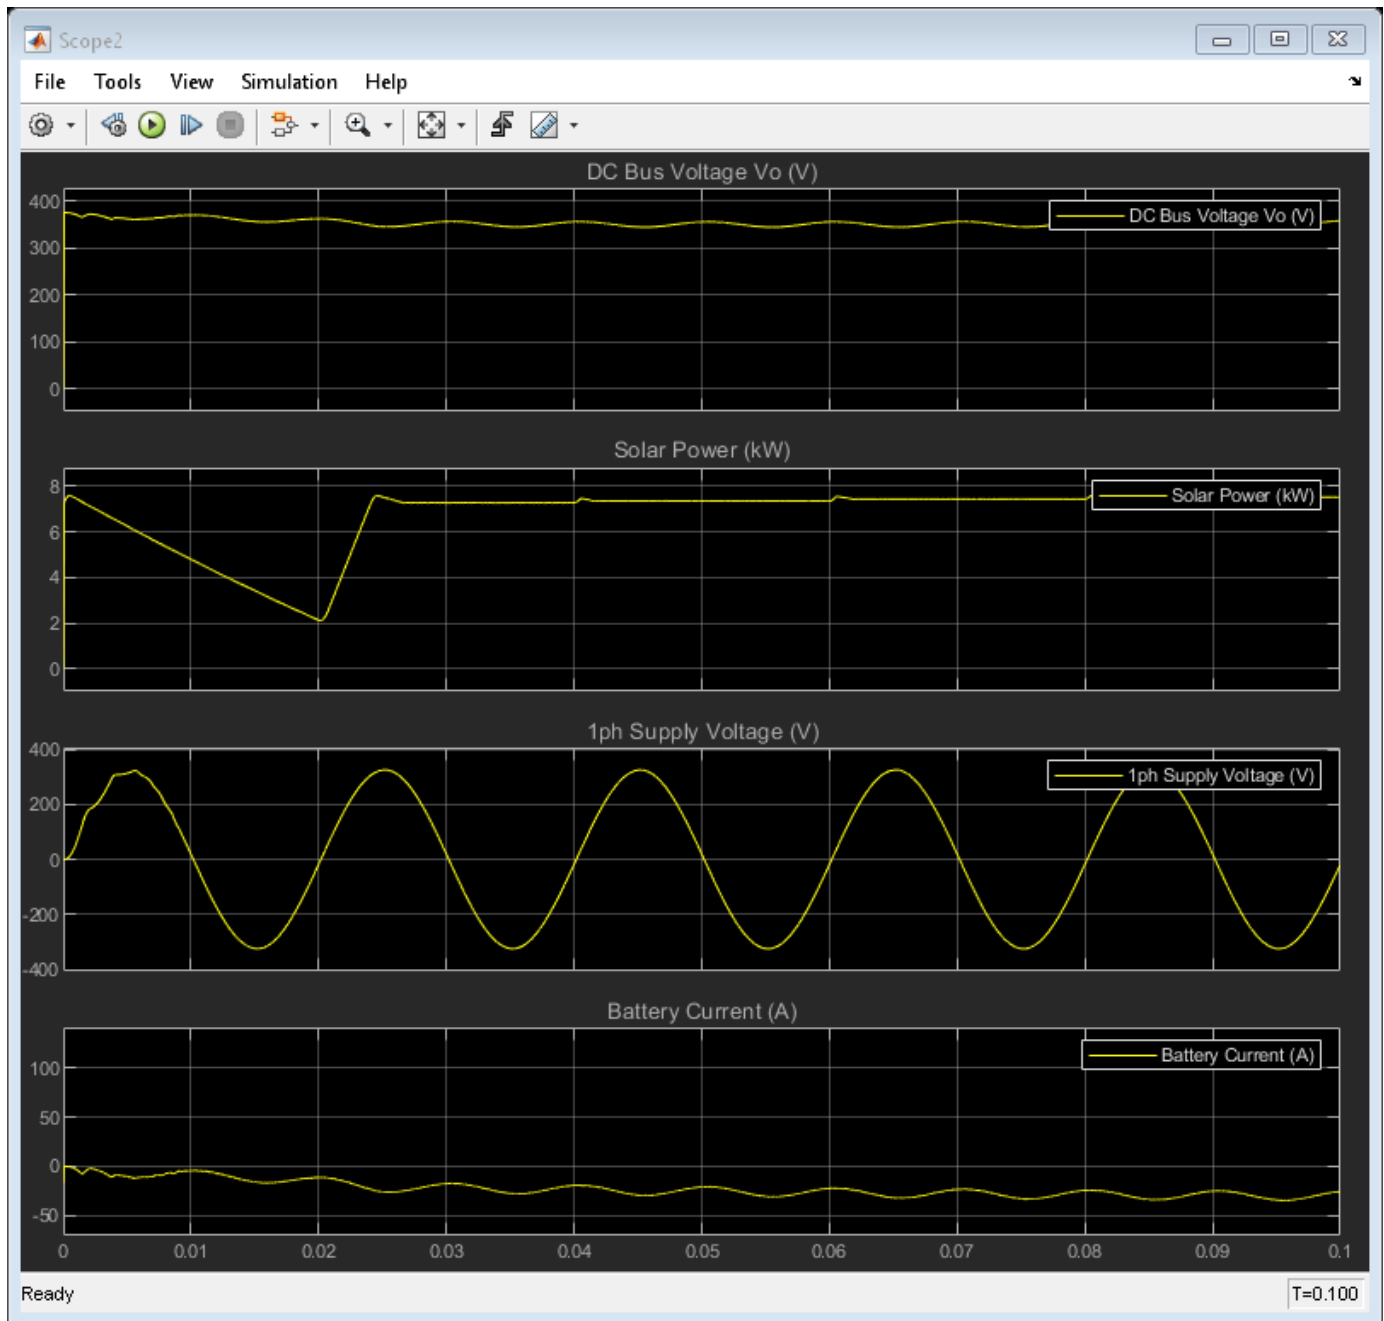 Scope2
File Tools View Simulation Help
DC Bus Voltage Vo (V)
400
DC Bus Voltage Vo (V)
300
200
100
0
Solar Power (kW)
8
Solar Power (kW)
6
4
2
0
1ph Supply Voltage (V)
400
1ph Supply Voltage (V)
200
0
-200
-400
Battery Current (A)
Battery Current (A)
100
50
0
-50
0 0.01 0.02 0.03 0.04 0.05 0.06 0.07 0.08 0.09 0.1
Ready T=0.100